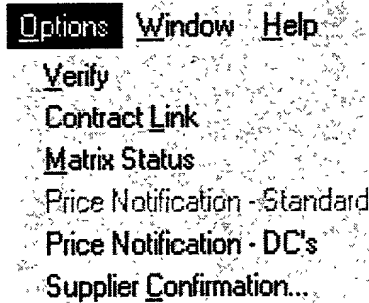 Options Window Help
Verify
Contract Link
Matrix Status
Price Notification - Standard
Price Notification - DC's
Supplier Confirmation...